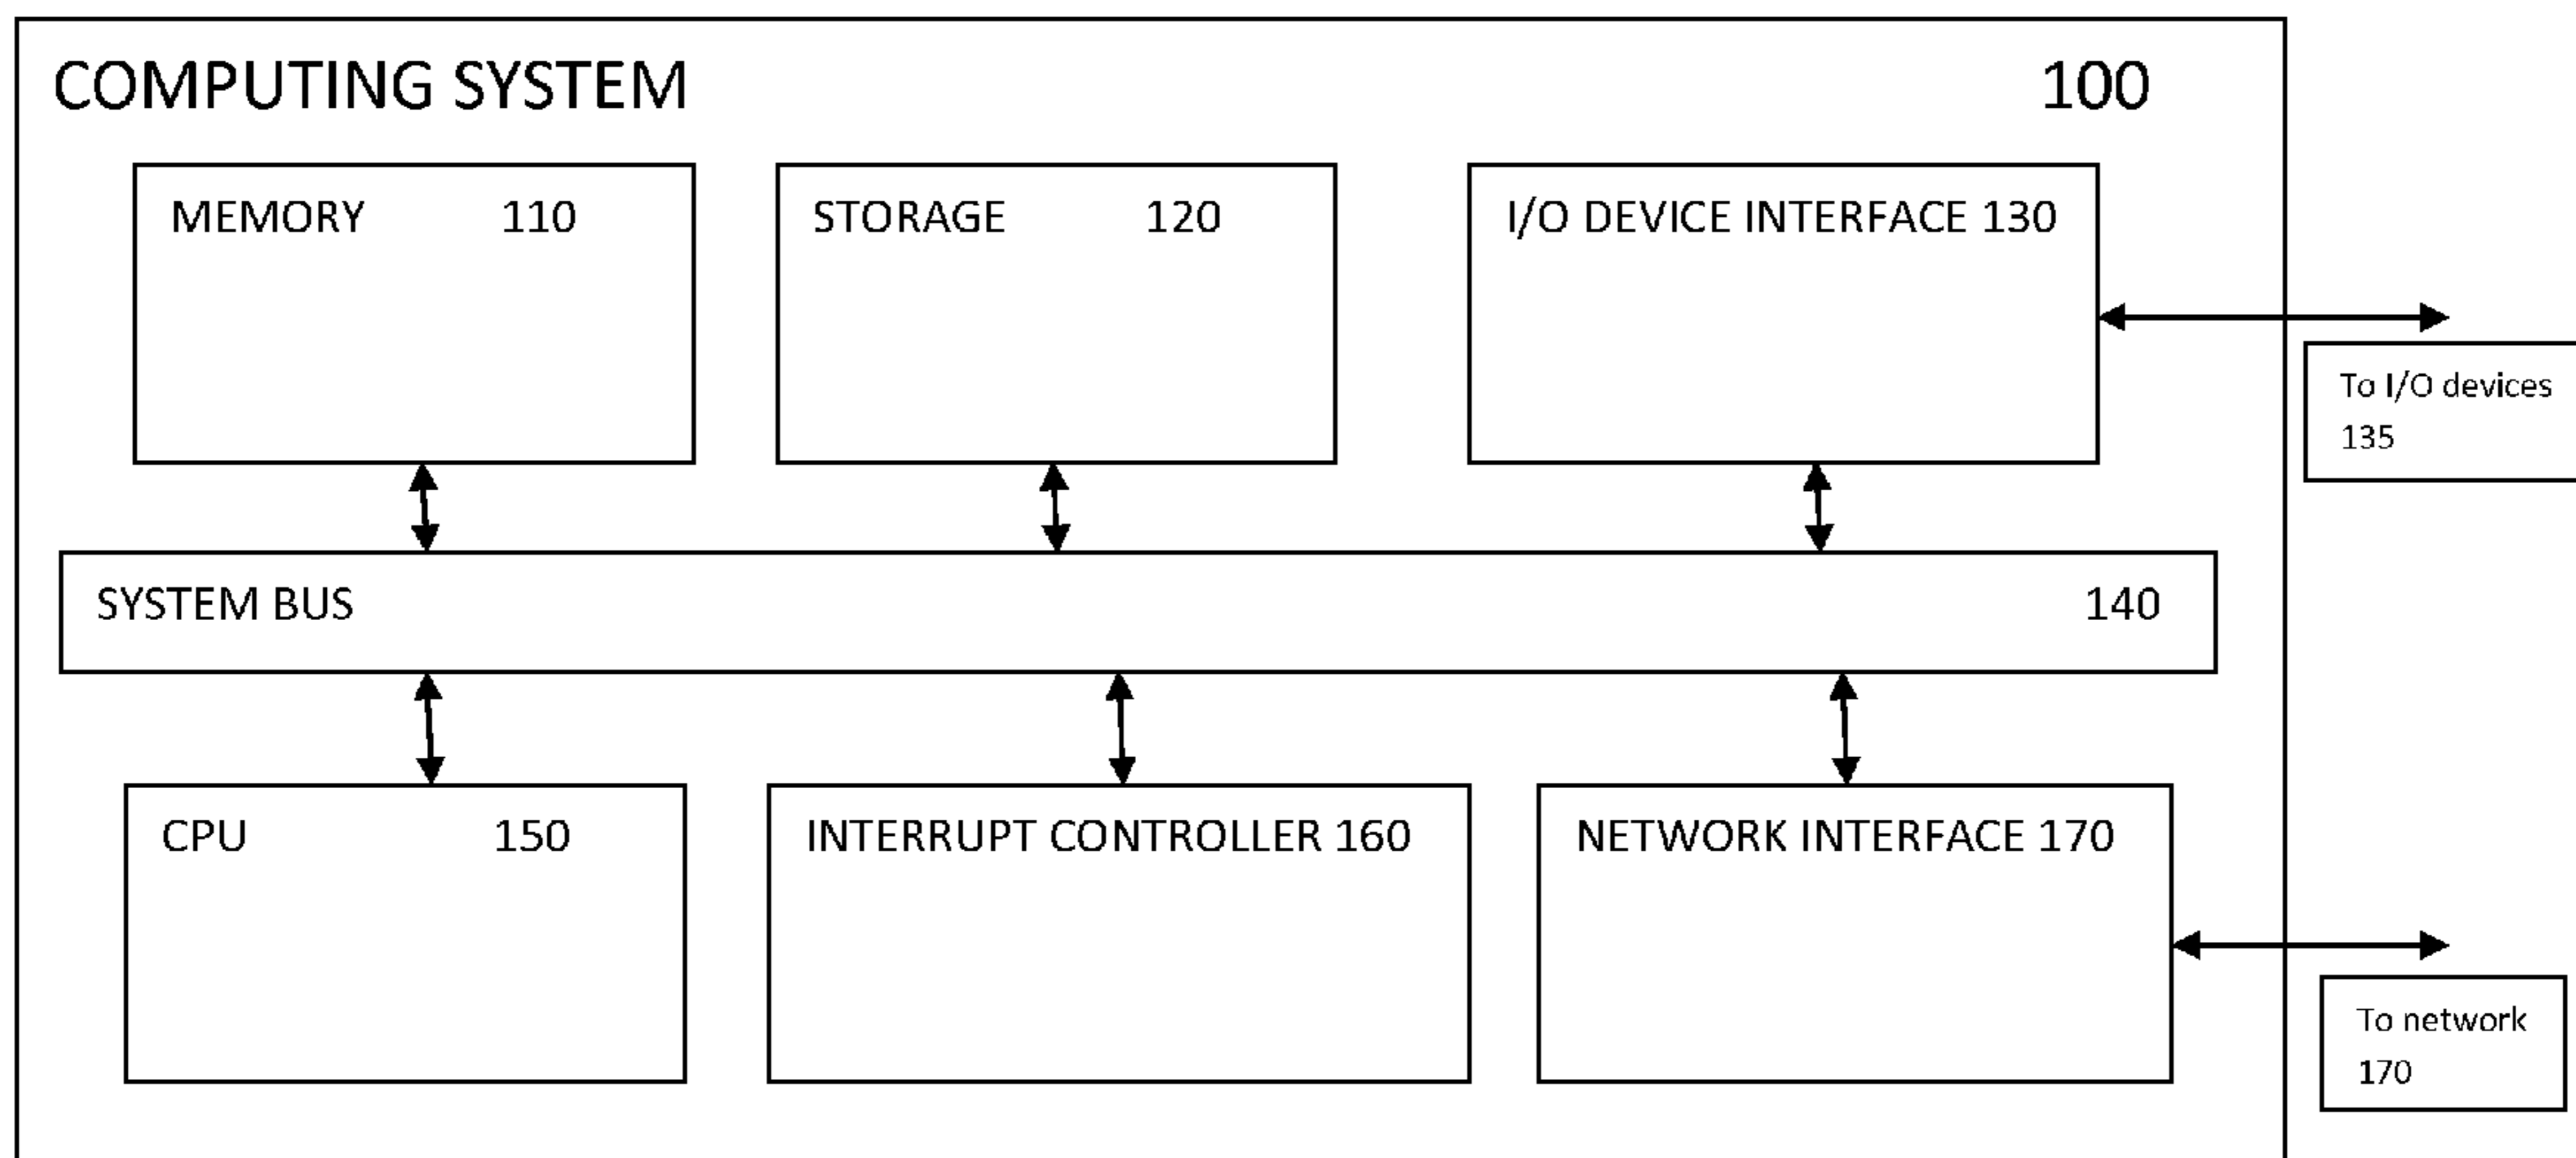 COMPUTING SYSTEM 100
MEMORY 110
STORAGE 120
I/O DEVICE INTERFACE 130
To I/O devices
135
SYSTEM BUS 140
CPU 150
INTERRUPT CONTROLLER 160
NETWORK INTERFACE 170
To network
170